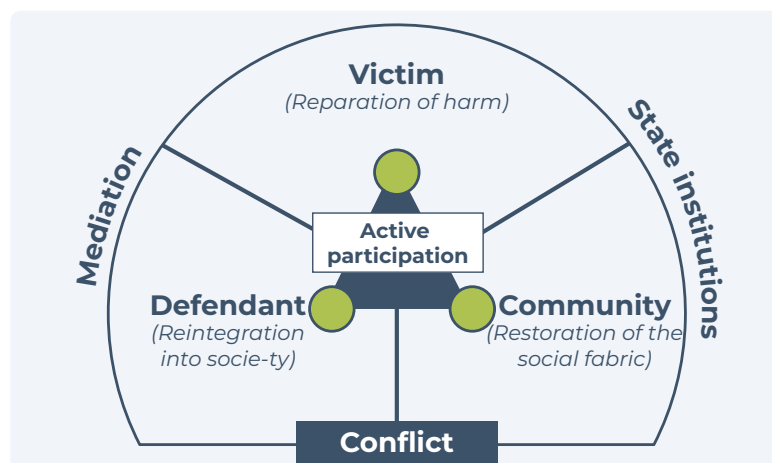 Victim
(Reparation of harm)
Mediation
State institutions
Active
participation
Defendant
(Reintegration
into socie-ty)
Community
(Restoration of the
social fabric)
Conflict